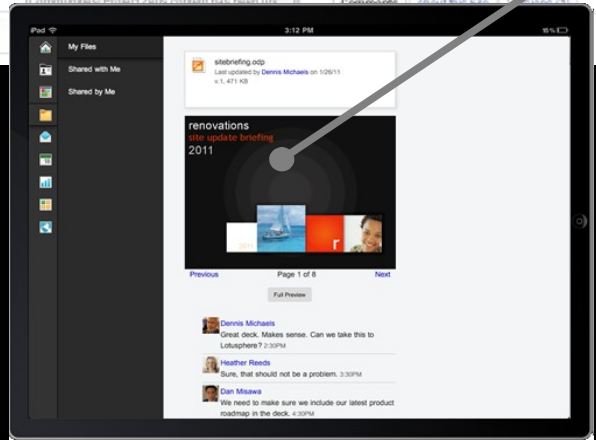 iPad
3:12 PM
My Files
Shared with Me
Shared by Me
sitebriefing.odp
Last updated by Dennis Michaels on 1/26/11
v.1, 471 KB
renovations
site update briefing
2011
2011
r
Previous Page 1 of 8 Next
Full Preview
Dennis Michaels
Great deck. Makes sense. Can we take this to
Lotusphere? 2:30PM
Heather Reeds
Sure, that should not be a problem. 3:30PM
Dan Misawa
We need to make sure we include our latest product
roadmap in the deck. 4:30PM